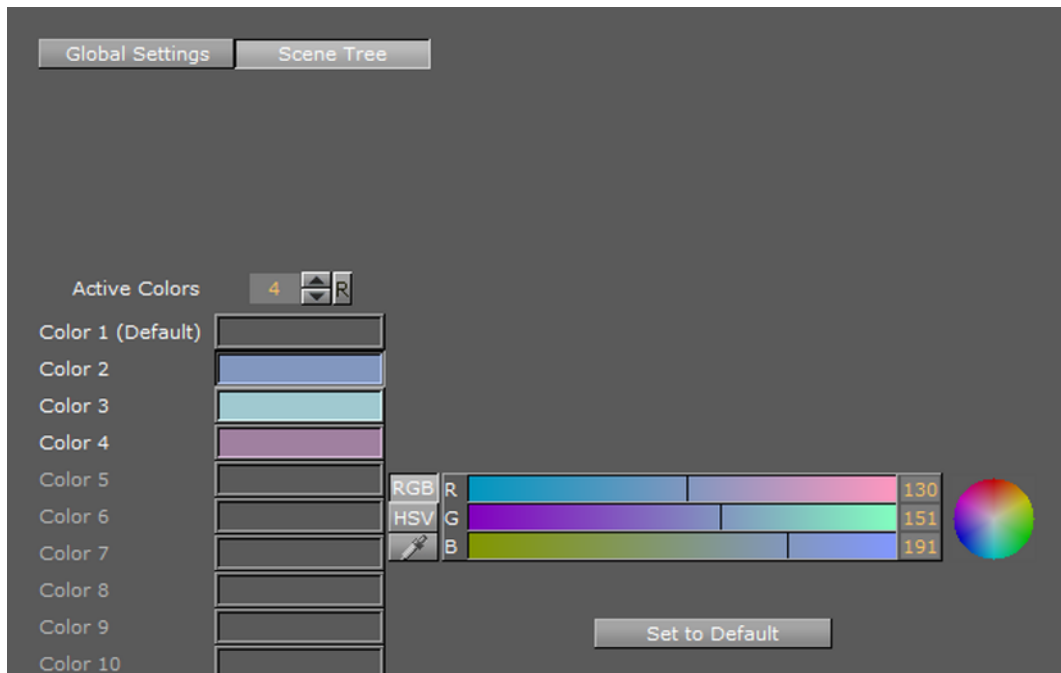 Global Settings Scene Tree
Active Colors 4 R
Color 1 (Default)
Color 2
Color 3
Color 4
Color 5
RGB R 130
Color 6
HSV G 151
Color 7
B 191
Color 8
Color 9
Set to Default
Color 10